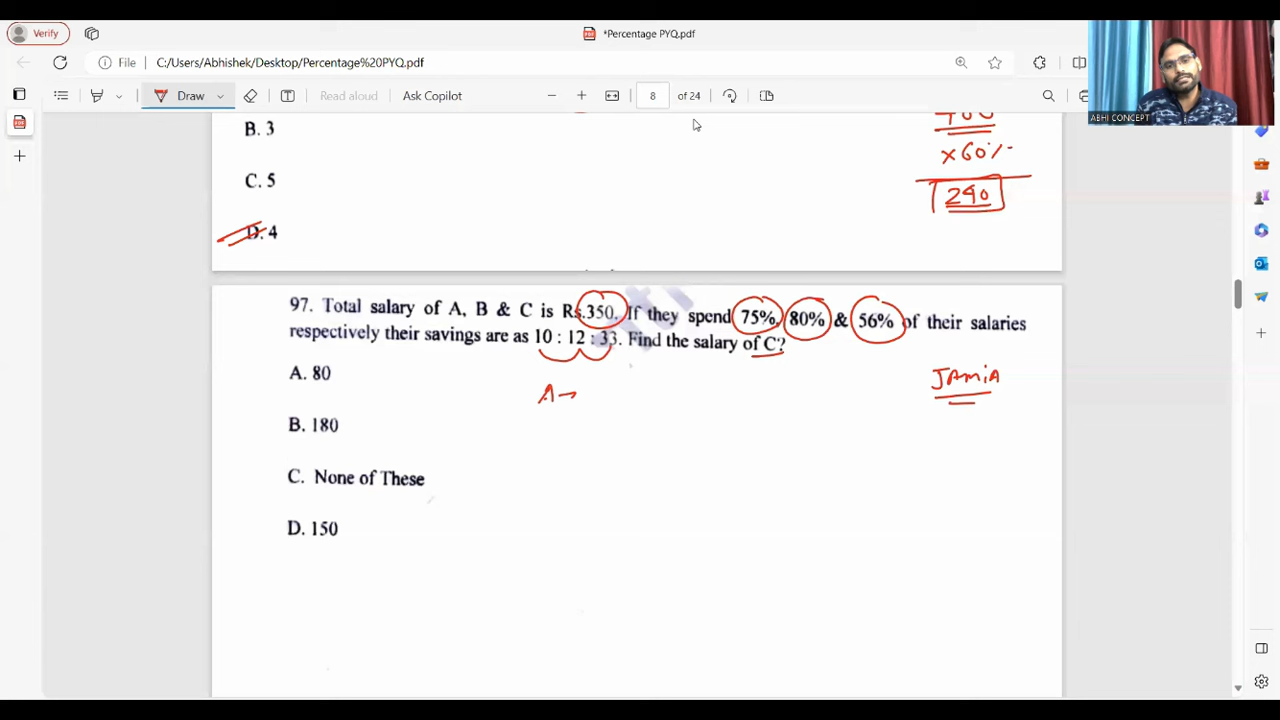 Verify
*Percentage PYQ.pdf
File
C:/Users/Abhishek/Desktop/Percentage%20PYQ.pdf
Draw
Read aloud
Ask Copilot
8
of 24
ABHI CONCEPT
B. 3
400
x60%
C. 5
240
D. 4
97. Total salary of A, B & C is Rs.350. If they spend 75%, 80% & 56% of their salaries
respectively their savings are as 10 : 12 : 33. Find the salary of C?
A. 80
JAMiA
A→
B. 180
C. None of These
D. 150